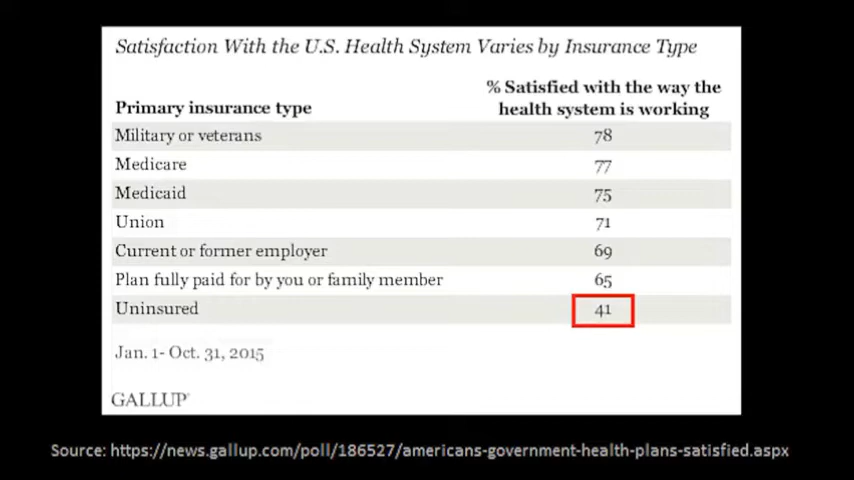 Satisfaction With the U.S. Health System Varies by Insurance Type
% Satisfied with the way the
Primary insurance type health system is working
Military or veterans 78
Medicare 77
Medicaid 75
Union 71
Current or former employer 69
Plan fully paid for by you or family member 65
Uninsured 41
Jan. 1- Oct. 31, 2015
GALLUP®
Source: https://news.gallup.com/poll/186527/americans-government-health-plans-satisfied.aspx